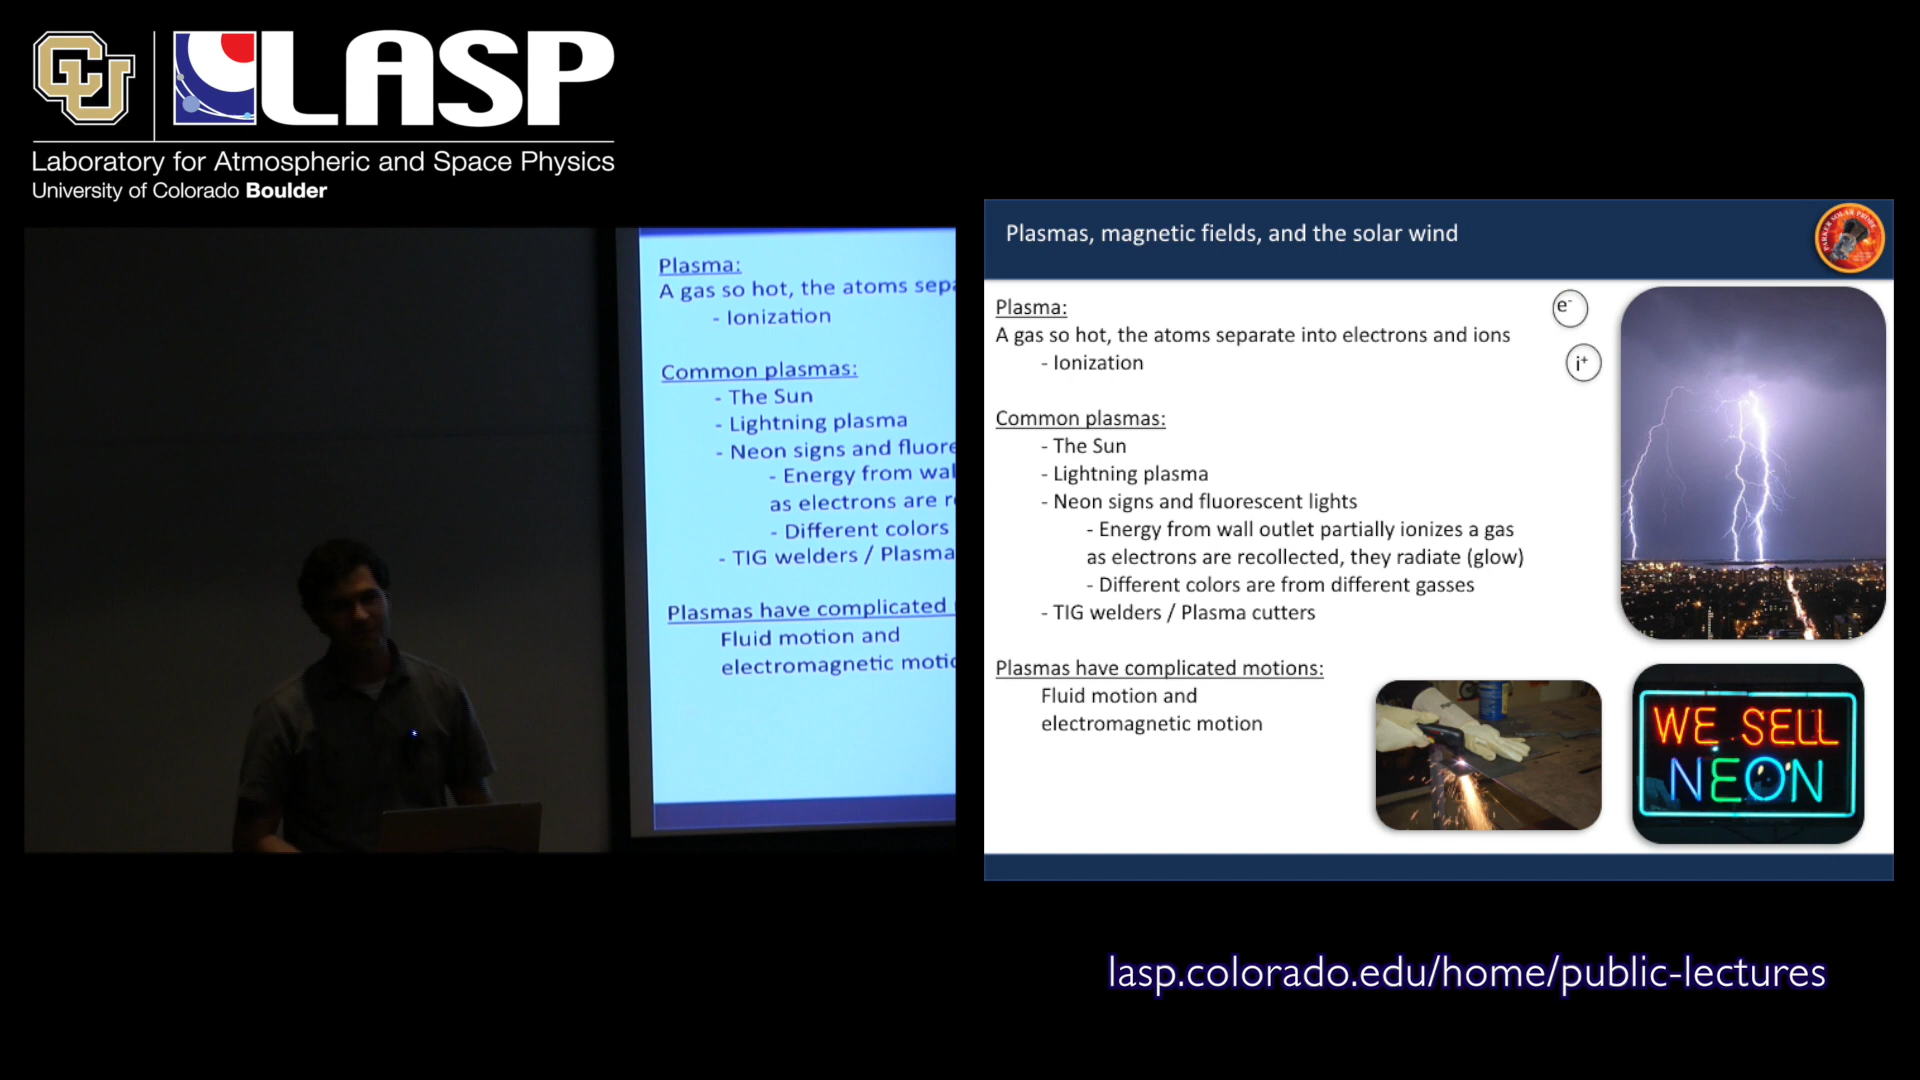 CU
LASP
Laboratory for Atmospheric and Space Physics
University of Colorado Boulder
Plasma:
A gas so hot, the atoms sepa
- Ionization
Common plasmas:
- The Sun
- Lightning plasma
- Neon signs and fluore
- Energy from wal
as electrons are r
- Different colors
- TIG welders / Plasma
Plasmas have complicated
Fluid motion and
electromagnetic motio
Plasmas, magnetic fields, and the solar wind
PARKER SOLAR PROBE
Plasma:
A gas so hot, the atoms separate into electrons and ions
- Ionization
e-
i+
Common plasmas:
- The Sun
- Lightning plasma
- Neon signs and fluorescent lights
- Energy from wall outlet partially ionizes a gas
as electrons are recollected, they radiate (glow)
- Different colors are from different gasses
- TIG welders / Plasma cutters
Plasmas have complicated motions:
Fluid motion and
electromagnetic motion
WE SELL
NEON
lasp.colorado.edu/home/public-lectures